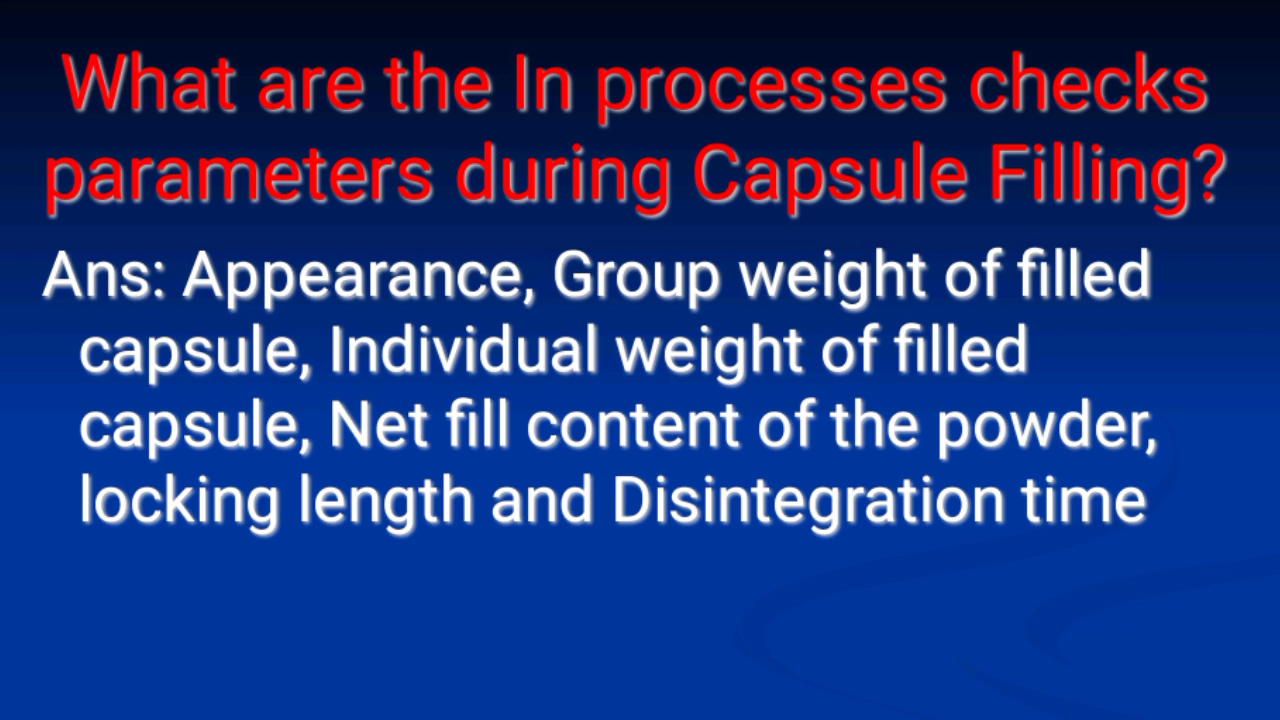 What are the In processes checks
parameters during Capsule Filling?
Ans: Appearance, Group weight of filled
capsule, Individual weight of filled
capsule, Net fill content of the powder,
locking length and Disintegration time